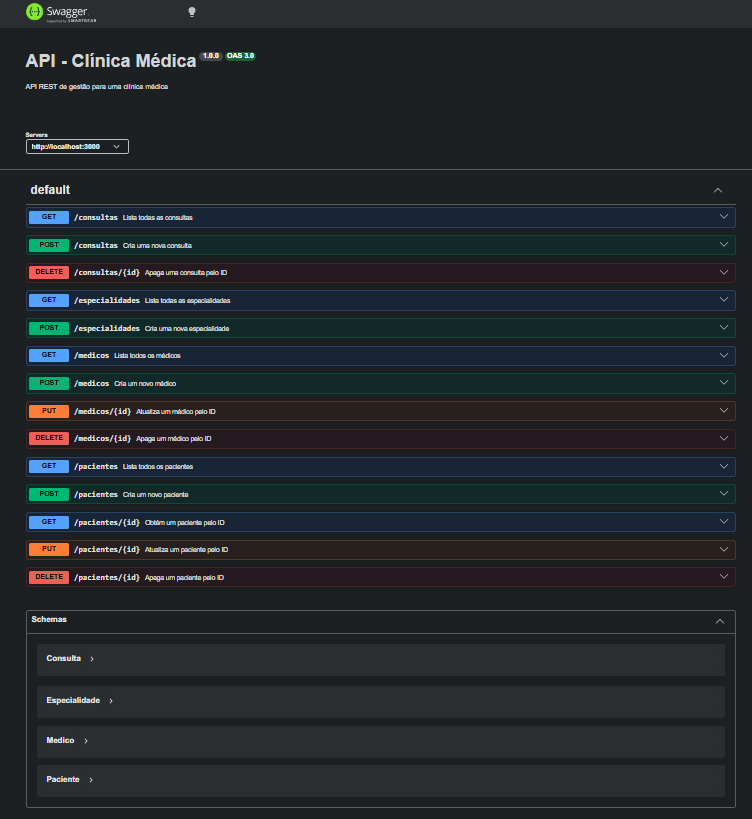 Swagger
Supported by SMARTBEAR
API - Clínica Médica 1.0.0 OAS 3.0
API REST de gestão para uma clínica médica
Servers
http://localhost:3000
default
GET /consultas Lista todas as consultas
POST /consultas Cria uma nova consulta
DELETE /consultas/{id} Apaga uma consulta pelo ID
GET /especialidades Lista todas as especialidades
POST /especialidades Cria uma nova especialidade
GET /medicos Lista todos os médicos
POST /medicos Cria um novo médico
PUT /medicos/{id} Atualiza um médico pelo ID
DELETE /medicos/{id} Apaga um médico pelo ID
GET /pacientes Lista todos os pacientes
POST /pacientes Cria um novo paciente
GET /pacientes/{id} Obtém um paciente pelo ID
PUT /pacientes/{id} Atualiza um paciente pelo ID
DELETE /pacientes/{id} Apaga um paciente pelo ID
Schemas
Consulta
Especialidade
Medico
Paciente